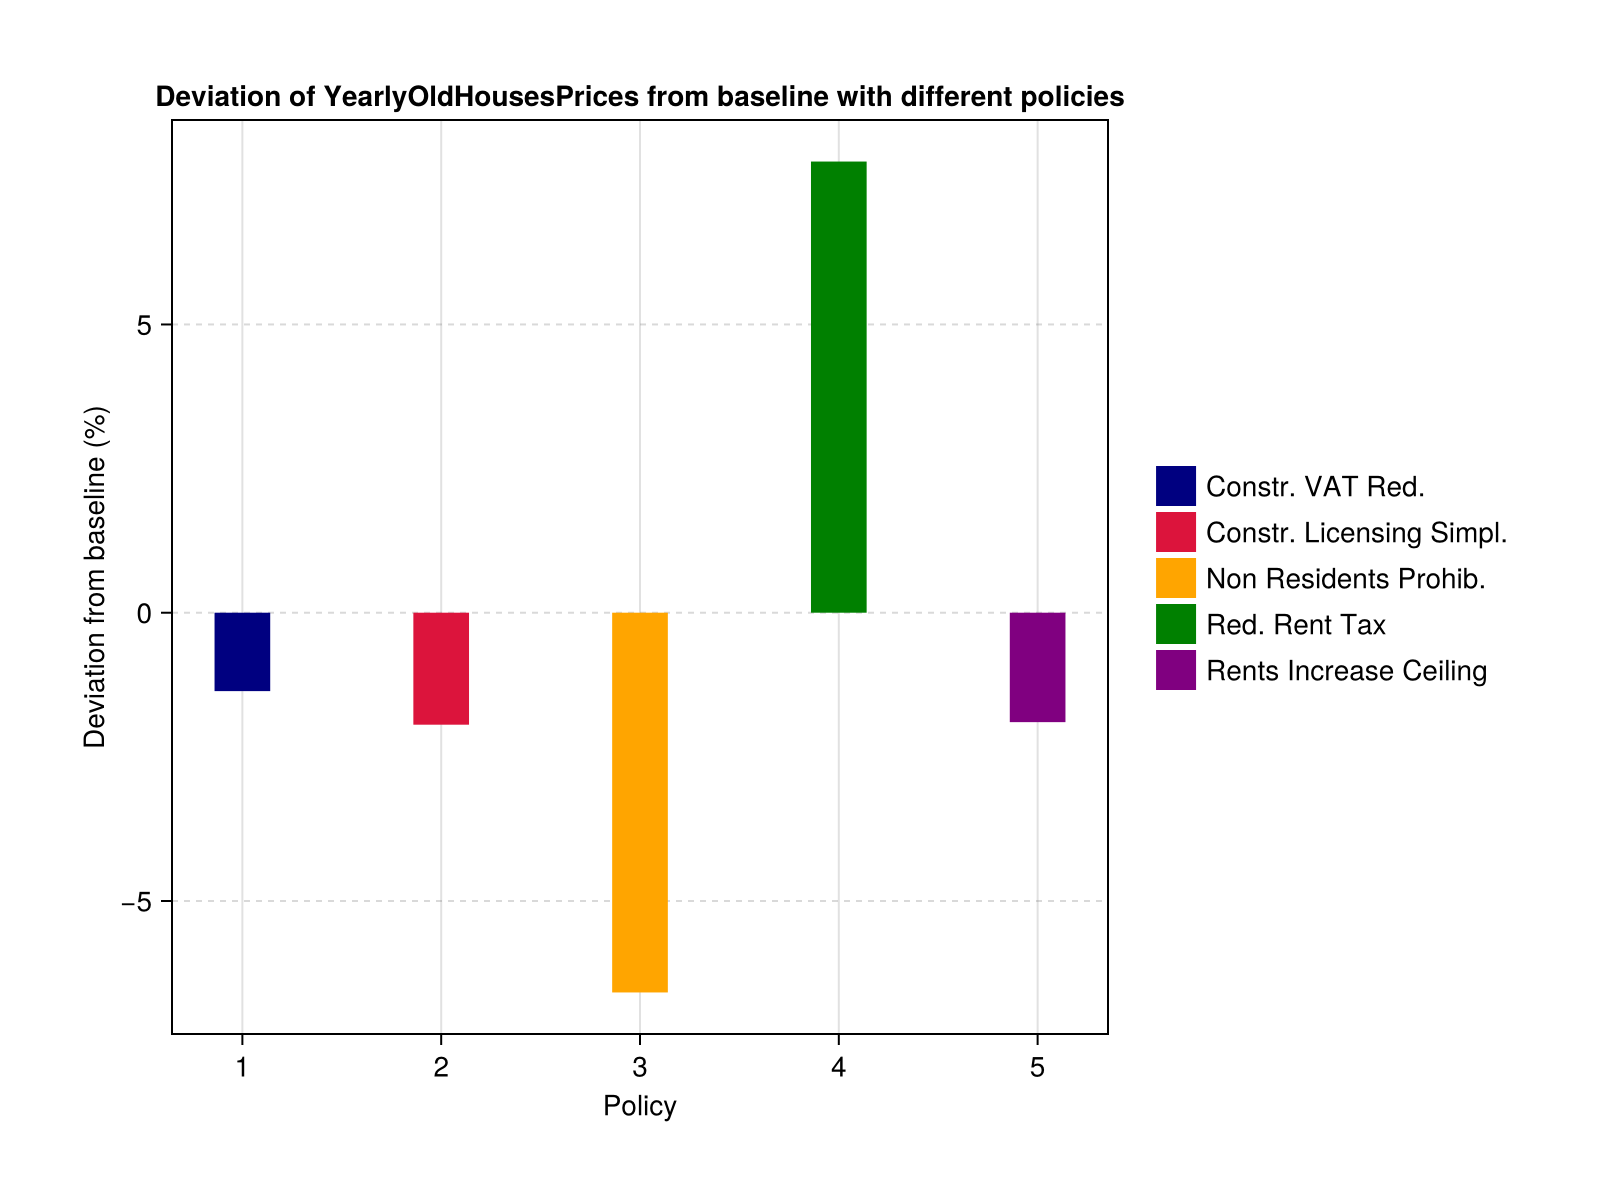 Deviation of YearlyOldHousesPrices from baseline with different policies
Deviation from baseline (%)
5
0
−5
1 2 3 4 5
Policy
Constr. VAT Red.
Constr. Licensing Simpl.
Non Residents Prohib.
Red. Rent Tax
Rents Increase Ceiling